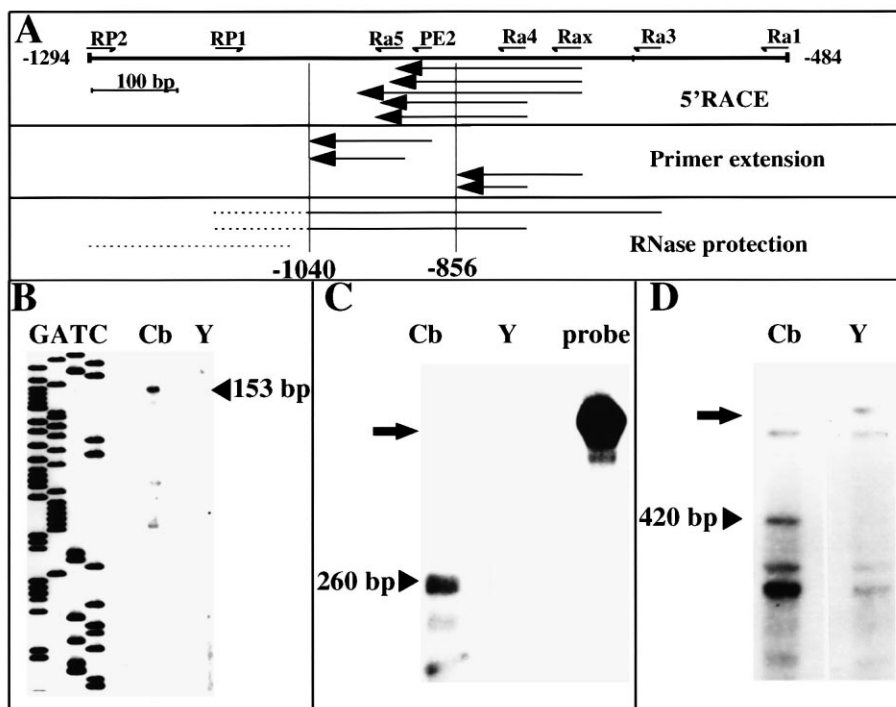 A
RP2 RP1 Ra5 PE2 Ra4 Rax Ra3 Ra1
-1294 -484
100 bp
5'RACE
Primer extension
RNase protection
-1040 -856
B
GATC Cb Y
153 bp
C
Cb Y probe
260 bp
D
Cb Y
420 bp